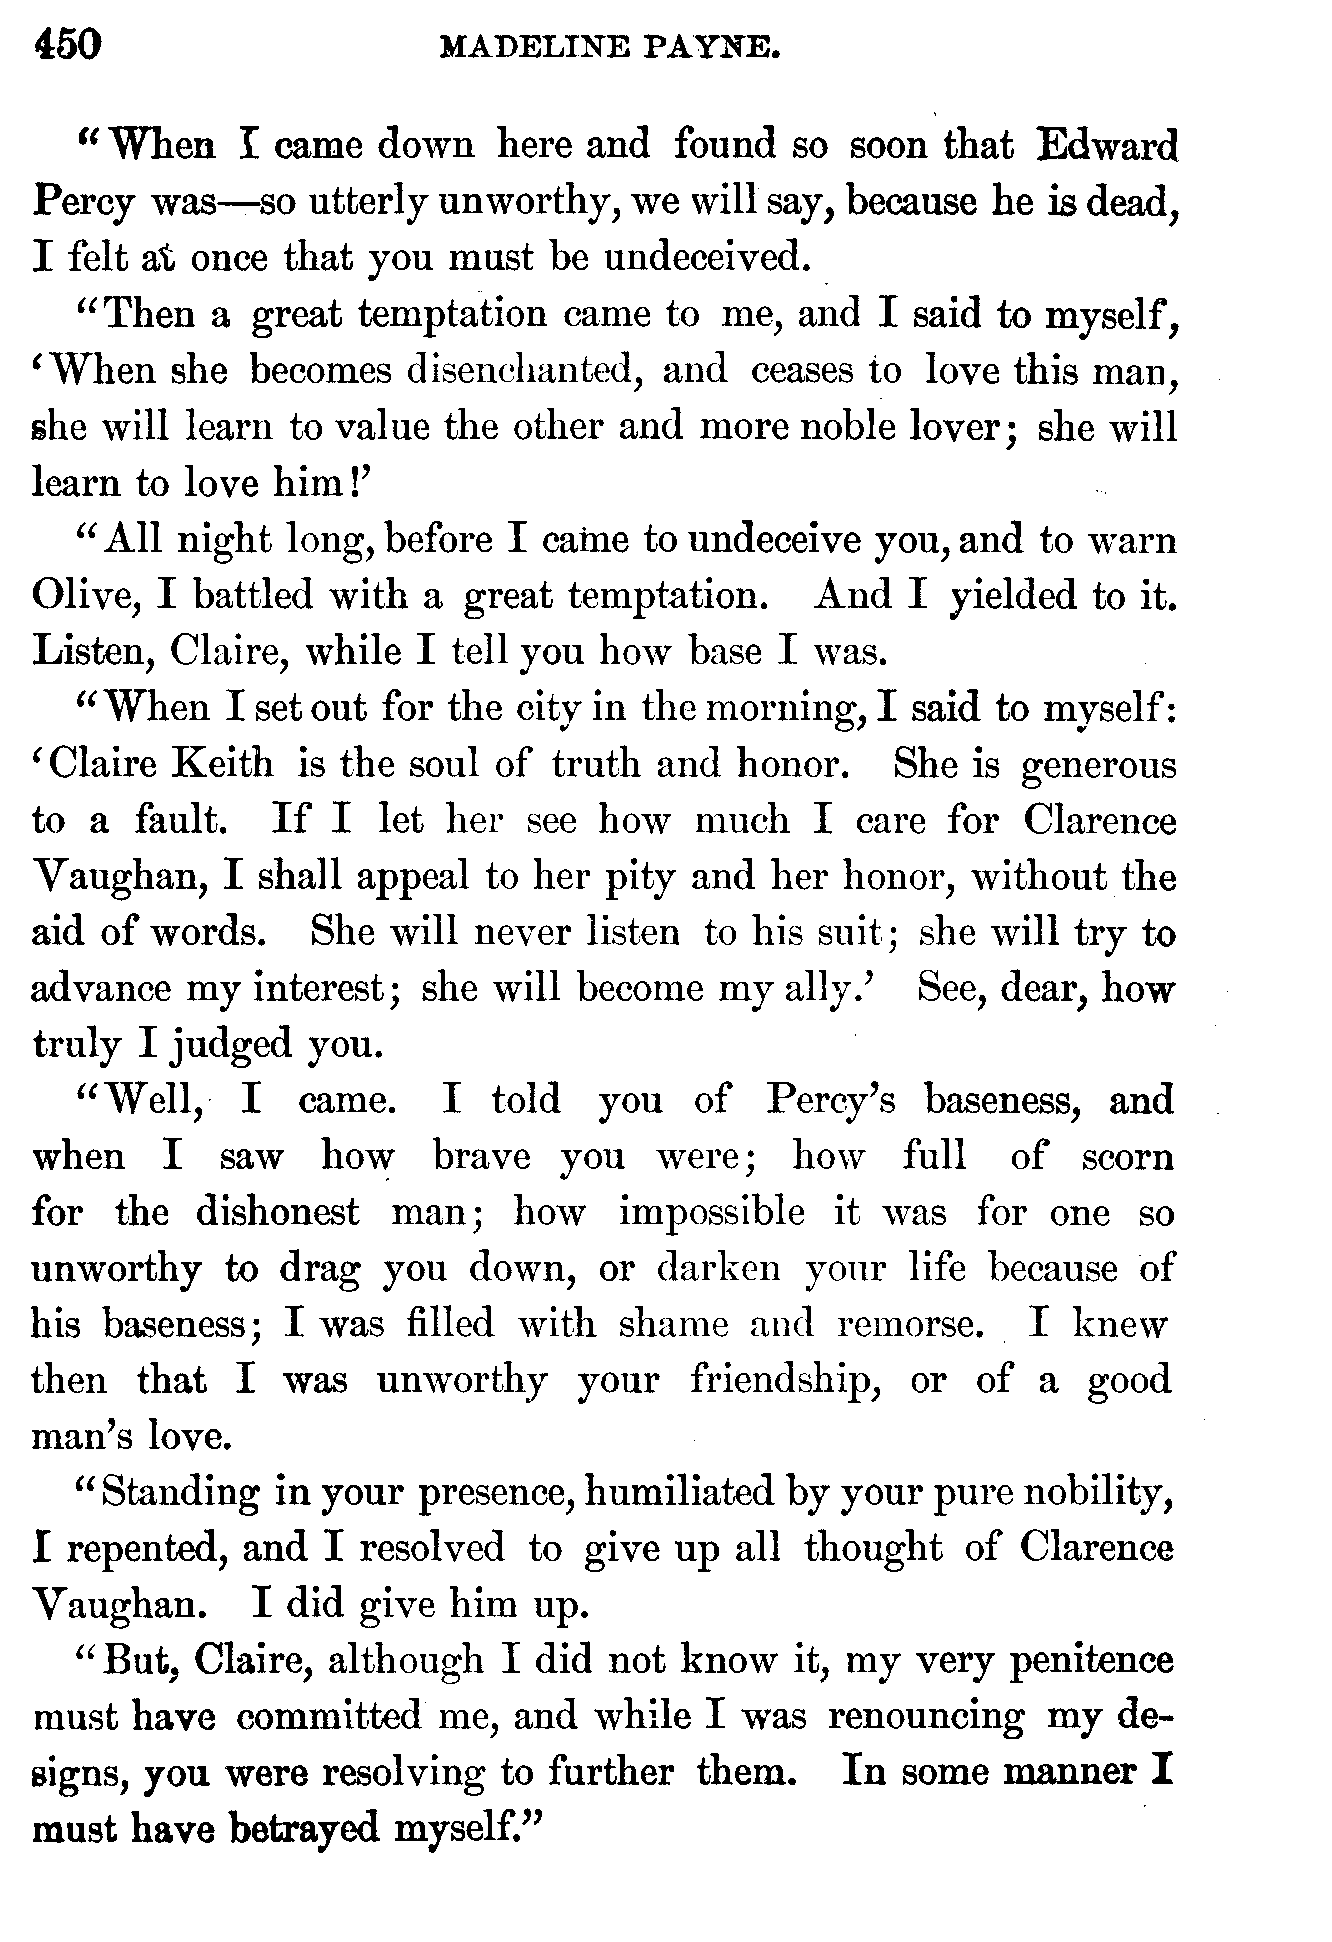 450 MADELINE PAYNE.
"When I came down here and found so soon that Edward
Percy was—so utterly unworthy, we will say, because he is dead,
I felt at once that you must be undeceived.
"Then a great temptation came to me, and I said to myself,
'When she becomes disenchanted, and ceases to love this man,
she will learn to value the other and more noble lover; she will
learn to love him!'
"All night long, before I came to undeceive you, and to warn
Olive, I battled with a great temptation. And I yielded to it.
Listen, Claire, while I tell you how base I was.
"When I set out for the city in the morning, I said to myself:
'Claire Keith is the soul of truth and honor. She is generous
to a fault. If I let her see how much I care for Clarence
Vaughan, I shall appeal to her pity and her honor, without the
aid of words. She will never listen to his suit; she will try to
advance my interest; she will become my ally.' See, dear, how
truly I judged you.
"Well, I came. I told you of Percy's baseness, and
when I saw how brave you were; how full of scorn
for the dishonest man; how impossible it was for one so
unworthy to drag you down, or darken your life because of
his baseness; I was filled with shame and remorse. I knew
then that I was unworthy your friendship, or of a good
man's love.
"Standing in your presence, humiliated by your pure nobility,
I repented, and I resolved to give up all thought of Clarence
Vaughan. I did give him up.
"But, Claire, although I did not know it, my very penitence
must have committed me, and while I was renouncing my de-
signs, you were resolving to further them. In some manner I
must have betrayed myself."